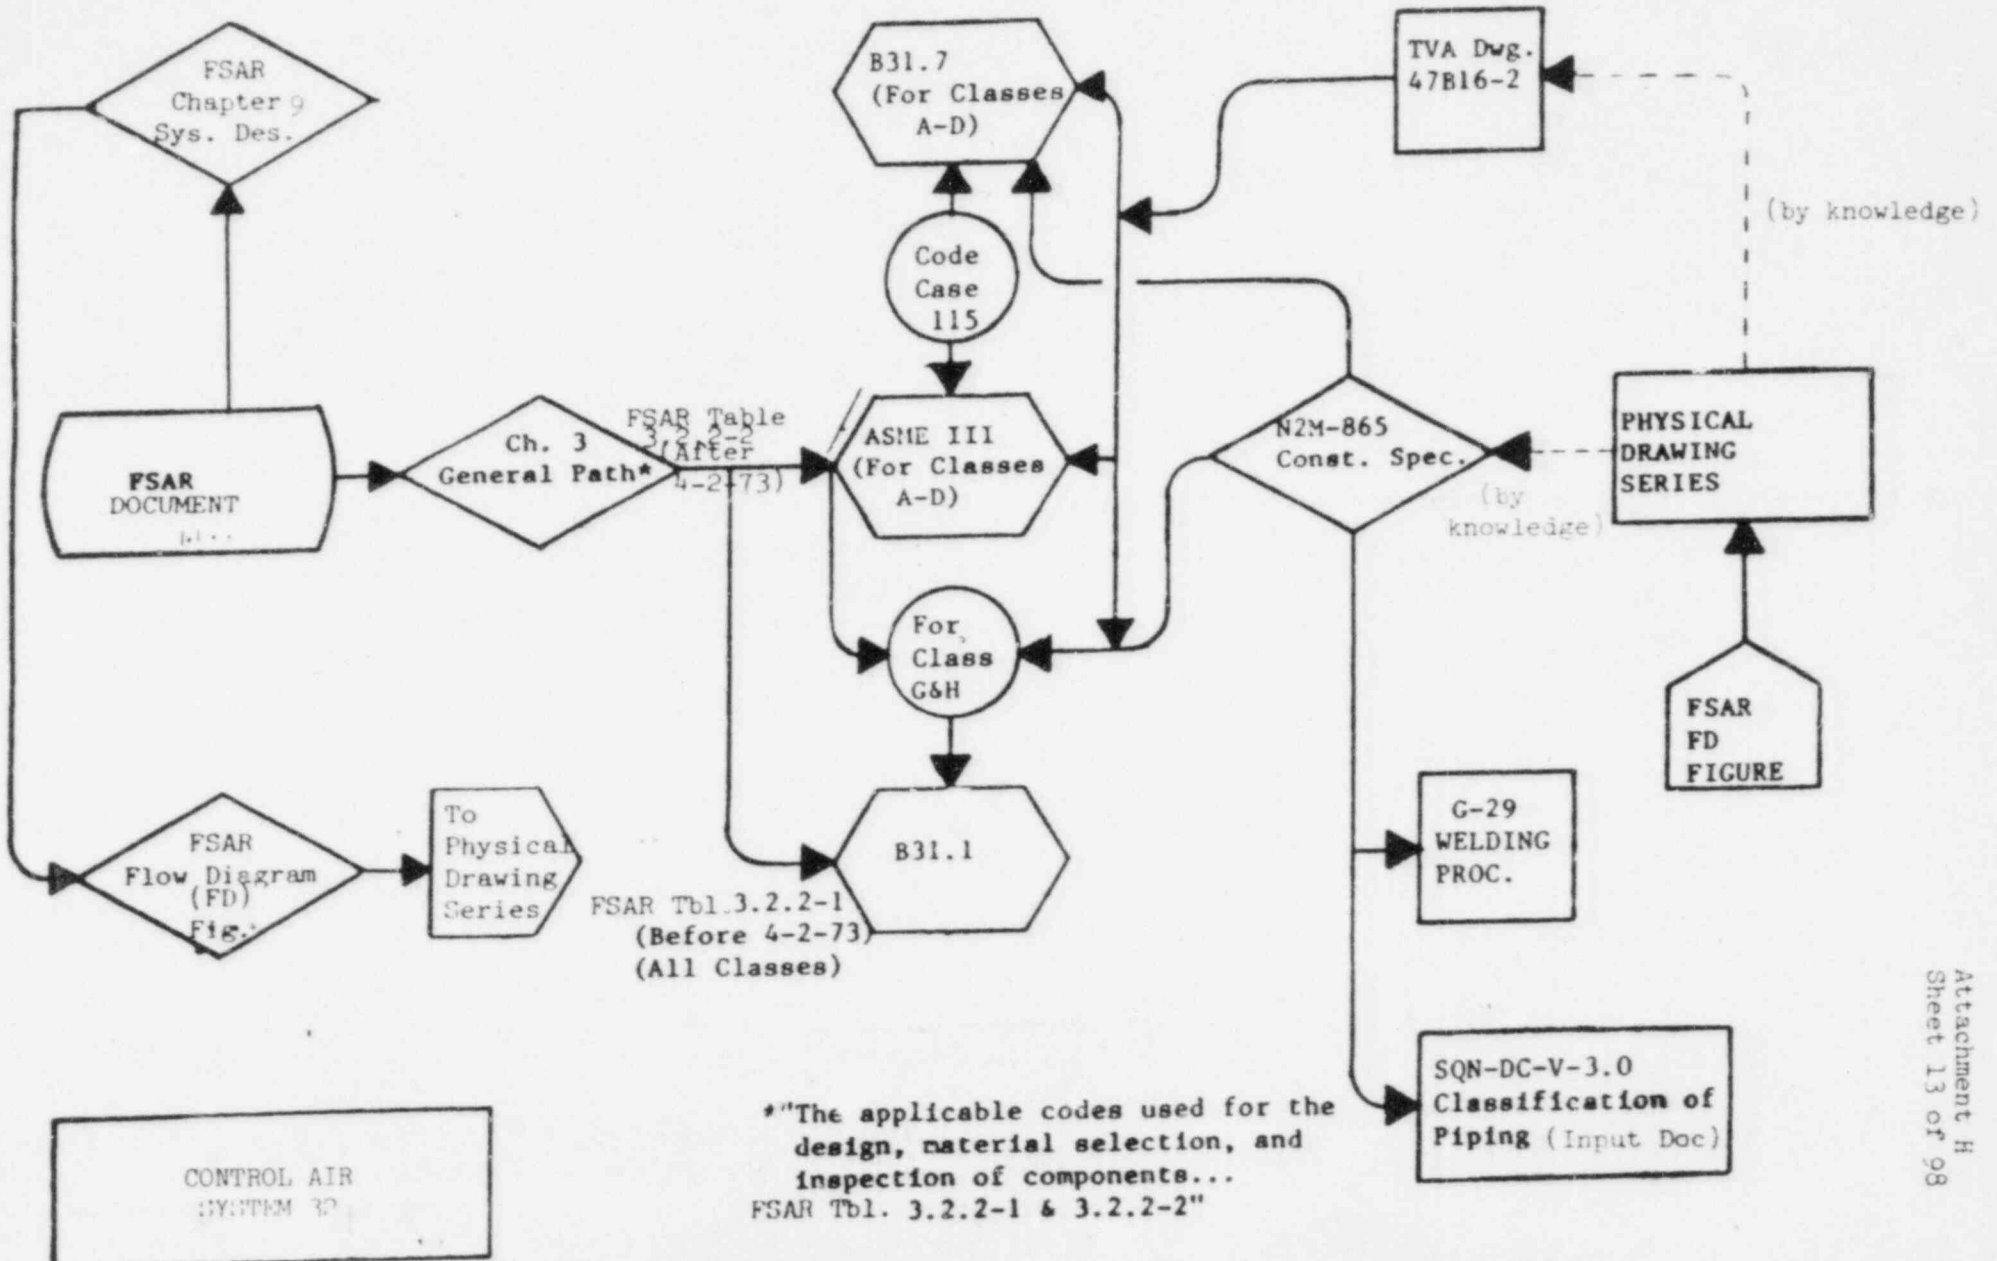 FSAR
Chapter 9
Sys. Des.
B31.7
(For Classes
A-D)
TVA Dwg.
47B16-2
(by knowledge)
Code
Case
115
FSAR
DOCUMENT
Ch. 3
General Path*
FSAR Table
3.2.2-2
(After
4-2-73)
ASME III
(For Classes
A-D)
N2M-865
Const. Spec.
(by
knowledge)
PHYSICAL
DRAWING
SERIES
For
Class
G&H
FSAR
FD
FIGURE
FSAR
Flow Diagram
(FD)
Fig.
To
Physical
Drawing
Series
B31.1
FSAR Tbl.3.2.2-1
(Before 4-2-73)
(All Classes)
G-29
WELDING
PROC.
SQN-DC-V-3.0
Classification of
Piping (Input Doc)
CONTROL AIR
SYSTEM 32
*"The applicable codes used for the
design, material selection, and
inspection of components...
FSAR Tbl. 3.2.2-1 & 3.2.2-2"
Attachment H
Sheet 13 of 98